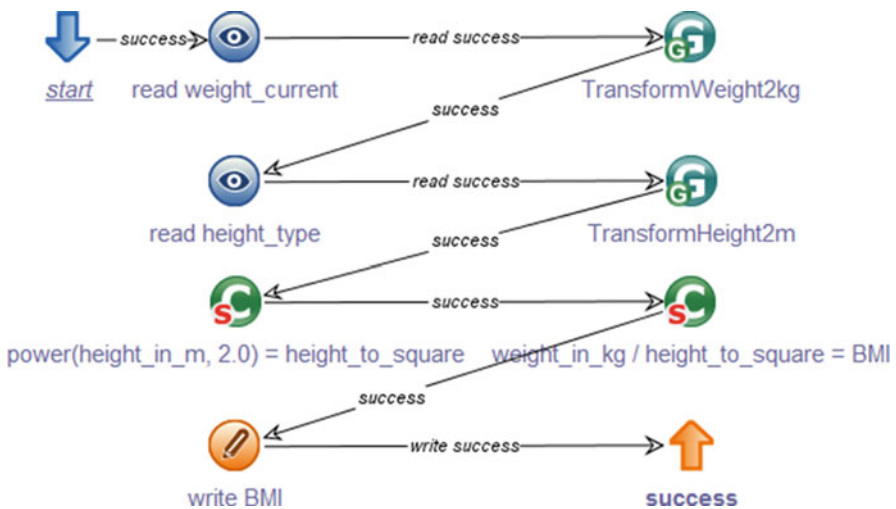 success
read success
start
read weight_current
TransformWeight2kg
success
read success
read height_type
TransformHeight2m
success
success
power(height_in_m, 2.0) = height_to_square
weight_in_kg / height_to_square = BMI
success
write success
write BMI
success